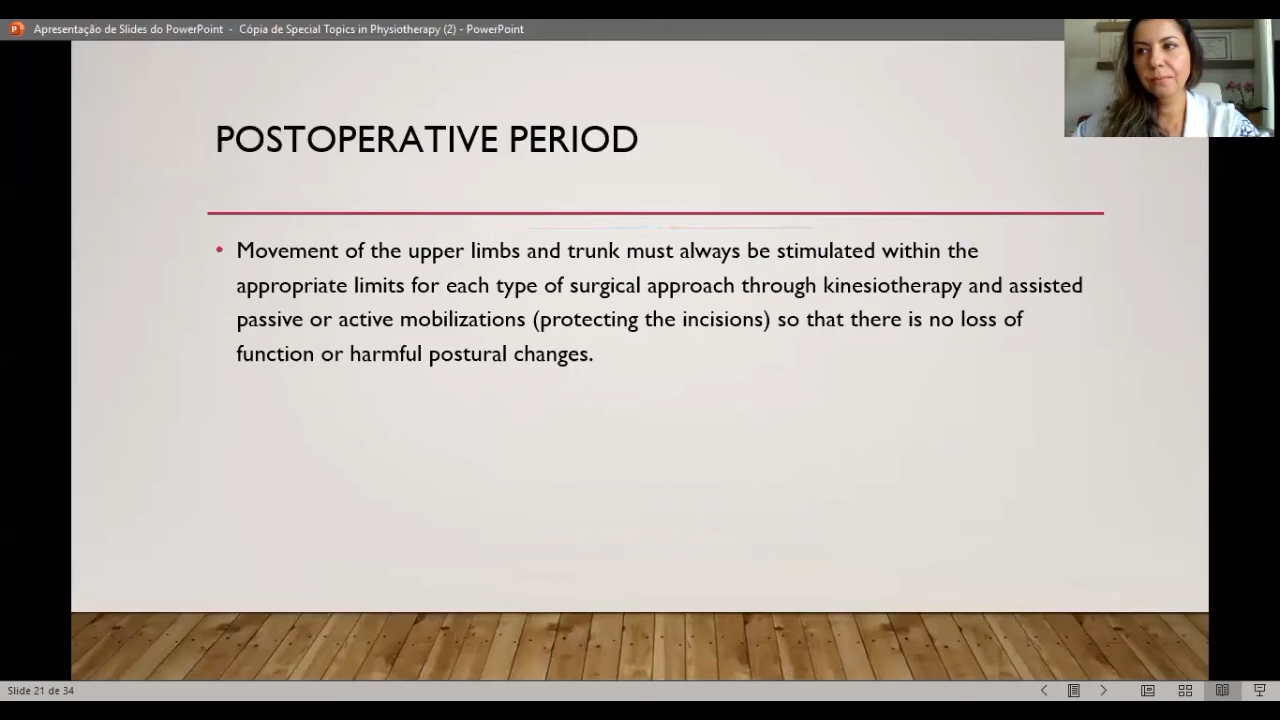 Apresentação de Slides do PowerPoint - Cópia de Special Topics in Physiotherapy (2) - PowerPoint
POSTOPERATIVE PERIOD
• Movement of the upper limbs and trunk must always be stimulated within the
appropriate limits for each type of surgical approach through kinesiotherapy and assisted
passive or active mobilizations (protecting the incisions) so that there is no loss of
function or harmful postural changes.
Slide 21 de 34